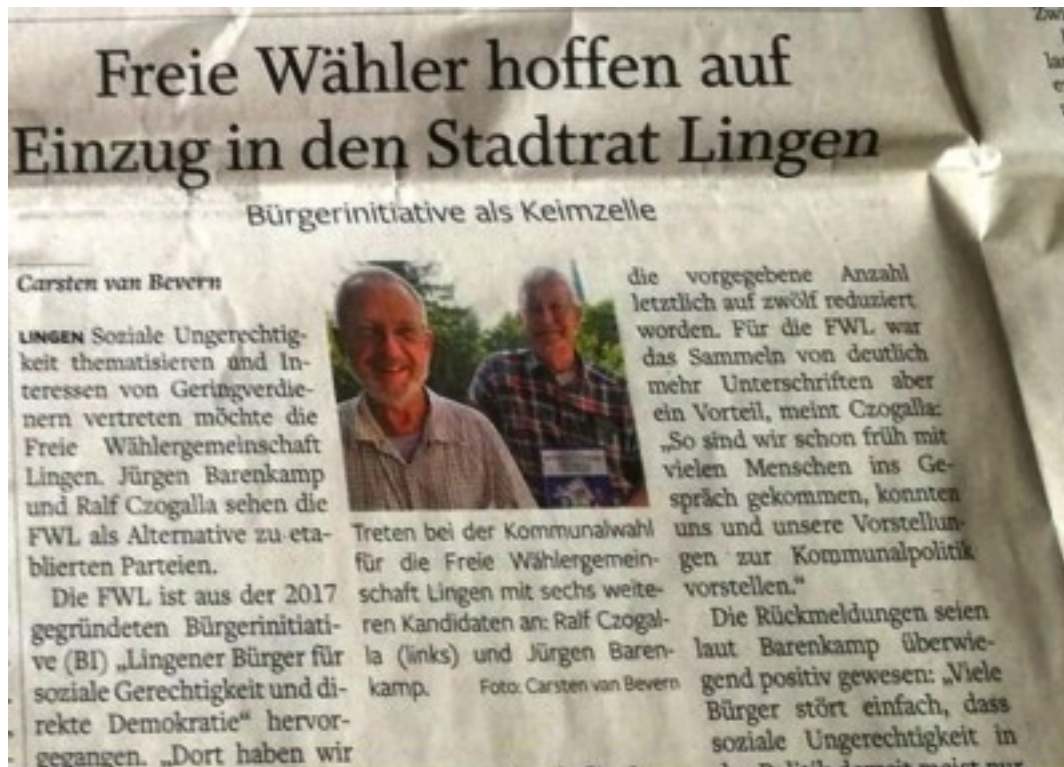 Freie Wähler hoffen auf
Einzug in den Stadtrat Lingen
Bürgerinitiative als Keimzelle
Carsten van Bevern
LINGEN Soziale Ungerechtig-
keit thematisieren und In-
teressen von Geringverdie-
nern vertreten möchte die
Freie Wählergemeinschaft
Lingen. Jürgen Barenkamp
und Ralf Czogalla sehen die
FWL als Alternative zu eta-
blierten Parteien.
Die FWL ist aus der 2017
gegründeten Bürgerinitiati-
ve (BI) „Lingener Bürger für
soziale Gerechtigkeit und di-
rekte Demokratie“ hervor-
gegangen. „Dort haben wir
Treten bei der Kommunalwahl
für die Freie Wählergemein-
schaft Lingen mit sechs weite-
ren Kandidaten an: Ralf Czogal-
la (links) und Jürgen Baren-
kamp. Foto: Carsten van Bevern
die vorgegebene Anzahl
letztlich auf zwölf reduziert
worden. Für die FWL war
das Sammeln von deutlich
mehr Unterschriften aber
ein Vorteil, meint Czogalla:
„So sind wir schon früh mit
vielen Menschen ins Ge-
spräch gekommen, konnten
uns und unsere Vorstellun-
gen zur Kommunalpolitik
vorstellen.“
Die Rückmeldungen seien
laut Barenkamp überwie-
gend positiv gewesen: „Viele
Bürger stört einfach, dass
soziale Ungerechtigkeit in